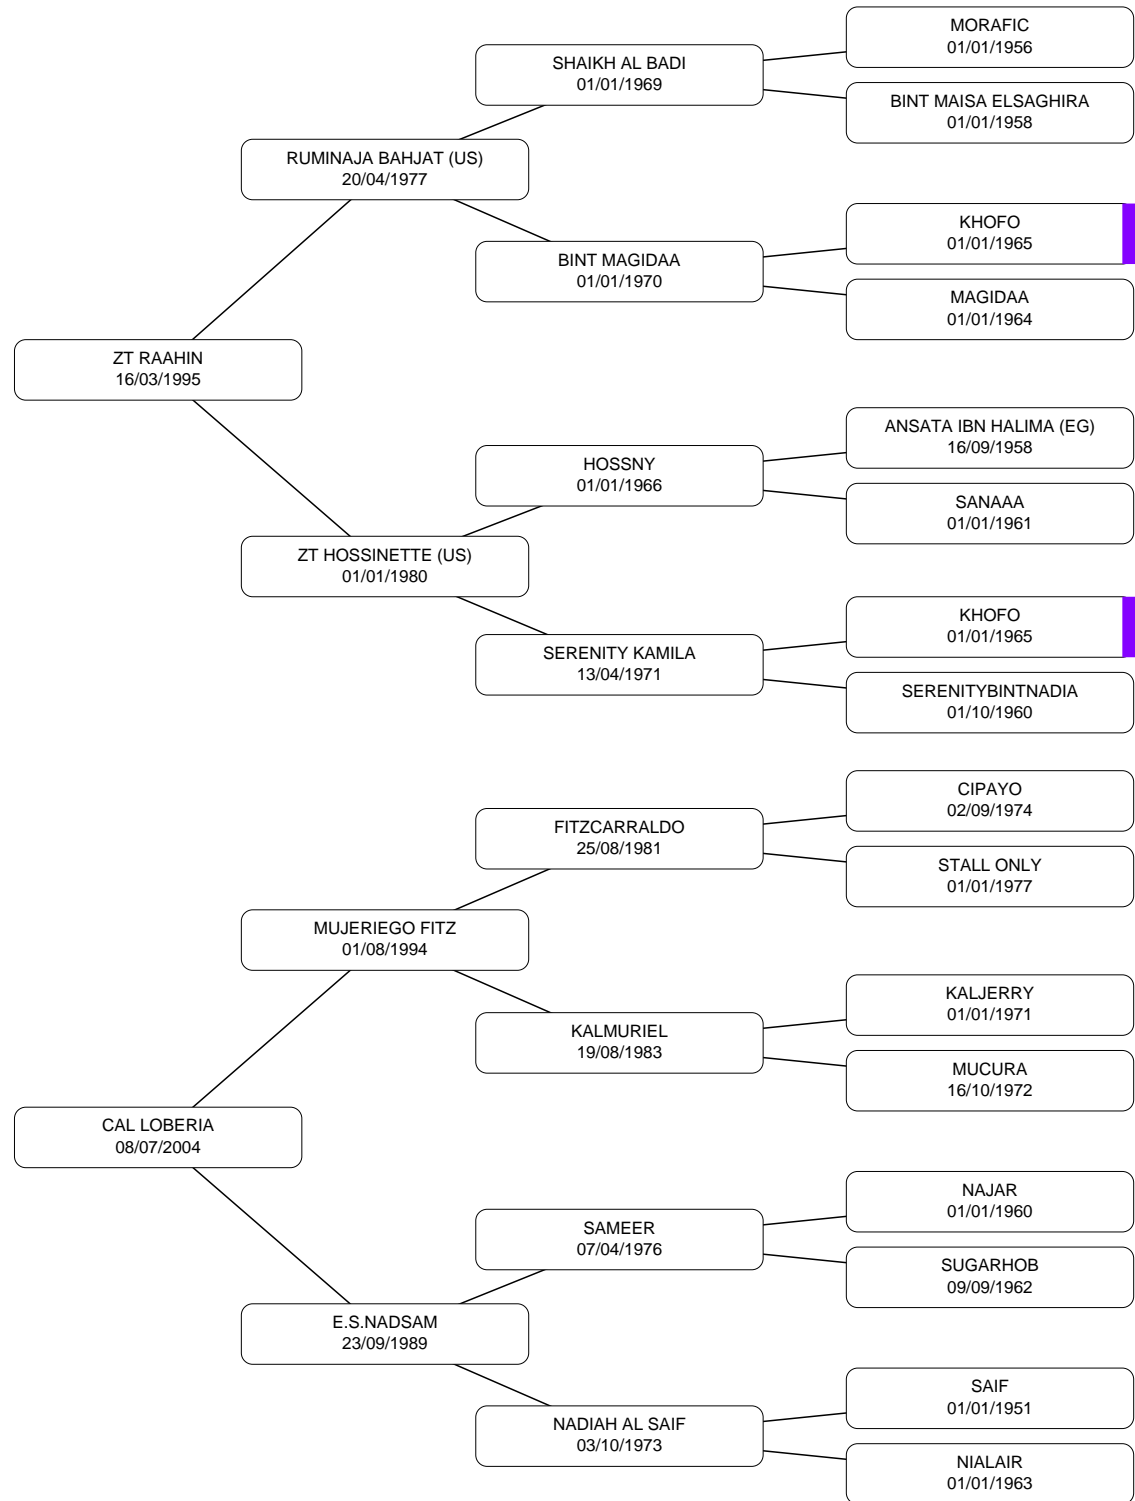 MORAFIC
01/01/1956
SHAIKH AL BADI
01/01/1969
BINT MAISA ELSAGHIRA
01/01/1958
RUMINAJA BAHJAT (US)
20/04/1977
KHOFO
01/01/1965
BINT MAGIDAA
01/01/1970
MAGIDAA
01/01/1964
ZT RAAHIN
16/03/1995
ANSATA IBN HALIMA (EG)
16/09/1958
HOSSNY
01/01/1966
SANAAA
01/01/1961
ZT HOSSINETTE (US)
01/01/1980
KHOFO
01/01/1965
SERENITY KAMILA
13/04/1971
SERENITYBINTNADIA
01/10/1960
CIPAYO
02/09/1974
FITZCARRALDO
25/08/1981
STALL ONLY
01/01/1977
MUJERIEGO FITZ
01/08/1994
KALJERRY
01/01/1971
KALMURIEL
19/08/1983
MUCURA
16/10/1972
CAL LOBERIA
08/07/2004
NAJAR
01/01/1960
SAMEER
07/04/1976
SUGARHOB
09/09/1962
E.S.NADSAM
23/09/1989
SAIF
01/01/1951
NADIAH AL SAIF
03/10/1973
NIALAIR
01/01/1963